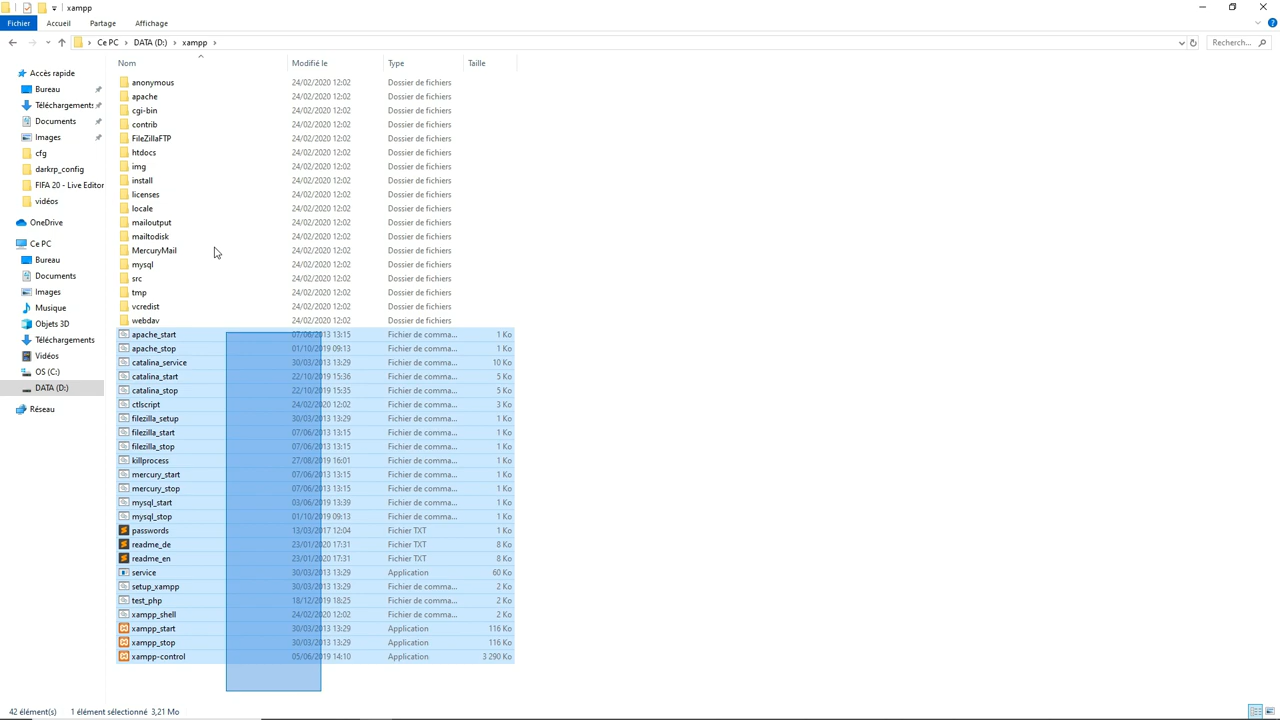 xampp
Fichier Accueil Partage Affichage
Ce PC DATA (D:) xampp Recherch...
Nom Modifié le Type Taille
Accès rapide
Bureau
Téléchargements
Documents
Images
cfg
darkrp_config
FIFA 20 - Live Editor
vidéos
OneDrive
Ce PC
Bureau
Documents
Images
Musique
Objets 3D
Téléchargements
Vidéos
OS (C:)
DATA (D:)
Réseau
anonymous 24/02/2020 12:02 Dossier de fichiers
apache 24/02/2020 12:02 Dossier de fichiers
cgi-bin 24/02/2020 12:02 Dossier de fichiers
contrib 24/02/2020 12:02 Dossier de fichiers
FileZillaFTP 24/02/2020 12:02 Dossier de fichiers
htdocs 24/02/2020 12:02 Dossier de fichiers
img 24/02/2020 12:02 Dossier de fichiers
install 24/02/2020 12:02 Dossier de fichiers
licenses 24/02/2020 12:02 Dossier de fichiers
locale 24/02/2020 12:02 Dossier de fichiers
mailoutput 24/02/2020 12:02 Dossier de fichiers
mailtodisk 24/02/2020 12:02 Dossier de fichiers
MercuryMail 24/02/2020 12:02 Dossier de fichiers
mysql 24/02/2020 12:02 Dossier de fichiers
src 24/02/2020 12:02 Dossier de fichiers
tmp 24/02/2020 12:02 Dossier de fichiers
vcredist 24/02/2020 12:02 Dossier de fichiers
webdav 24/02/2020 12:02 Dossier de fichiers
apache_start 07/06/2013 13:15 Fichier de comma... 1 Ko
apache_stop 01/10/2019 09:13 Fichier de comma... 1 Ko
catalina_service 30/03/2013 13:29 Fichier de comma... 10 Ko
catalina_start 22/10/2019 15:36 Fichier de comma... 5 Ko
catalina_stop 22/10/2019 15:35 Fichier de comma... 5 Ko
ctlscript 24/02/2020 12:02 Fichier de comma... 3 Ko
filezilla_setup 30/03/2013 13:29 Fichier de comma... 1 Ko
filezilla_start 07/06/2013 13:15 Fichier de comma... 1 Ko
filezilla_stop 07/06/2013 13:15 Fichier de comma... 1 Ko
killprocess 27/08/2019 16:01 Fichier de comma... 1 Ko
mercury_start 07/06/2013 13:15 Fichier de comma... 1 Ko
mercury_stop 07/06/2013 13:15 Fichier de comma... 1 Ko
mysql_start 03/06/2019 13:39 Fichier de comma... 1 Ko
mysql_stop 01/10/2019 09:13 Fichier de comma... 1 Ko
passwords 13/03/2017 12:04 Fichier TXT 1 Ko
readme_de 23/01/2020 17:31 Fichier TXT 8 Ko
readme_en 23/01/2020 17:31 Fichier TXT 8 Ko
service 30/03/2013 13:29 Application 60 Ko
setup_xampp 30/03/2013 13:29 Fichier de comma... 2 Ko
test_php 18/12/2019 18:25 Fichier de comma... 2 Ko
xampp_shell 24/02/2020 12:02 Fichier de comma... 2 Ko
xampp_start 30/03/2013 13:29 Application 116 Ko
xampp_stop 30/03/2013 13:29 Application 116 Ko
xampp-control 05/06/2019 14:10 Application 3 290 Ko
42 élément(s) 1 élément sélectionné 3,21 Mo